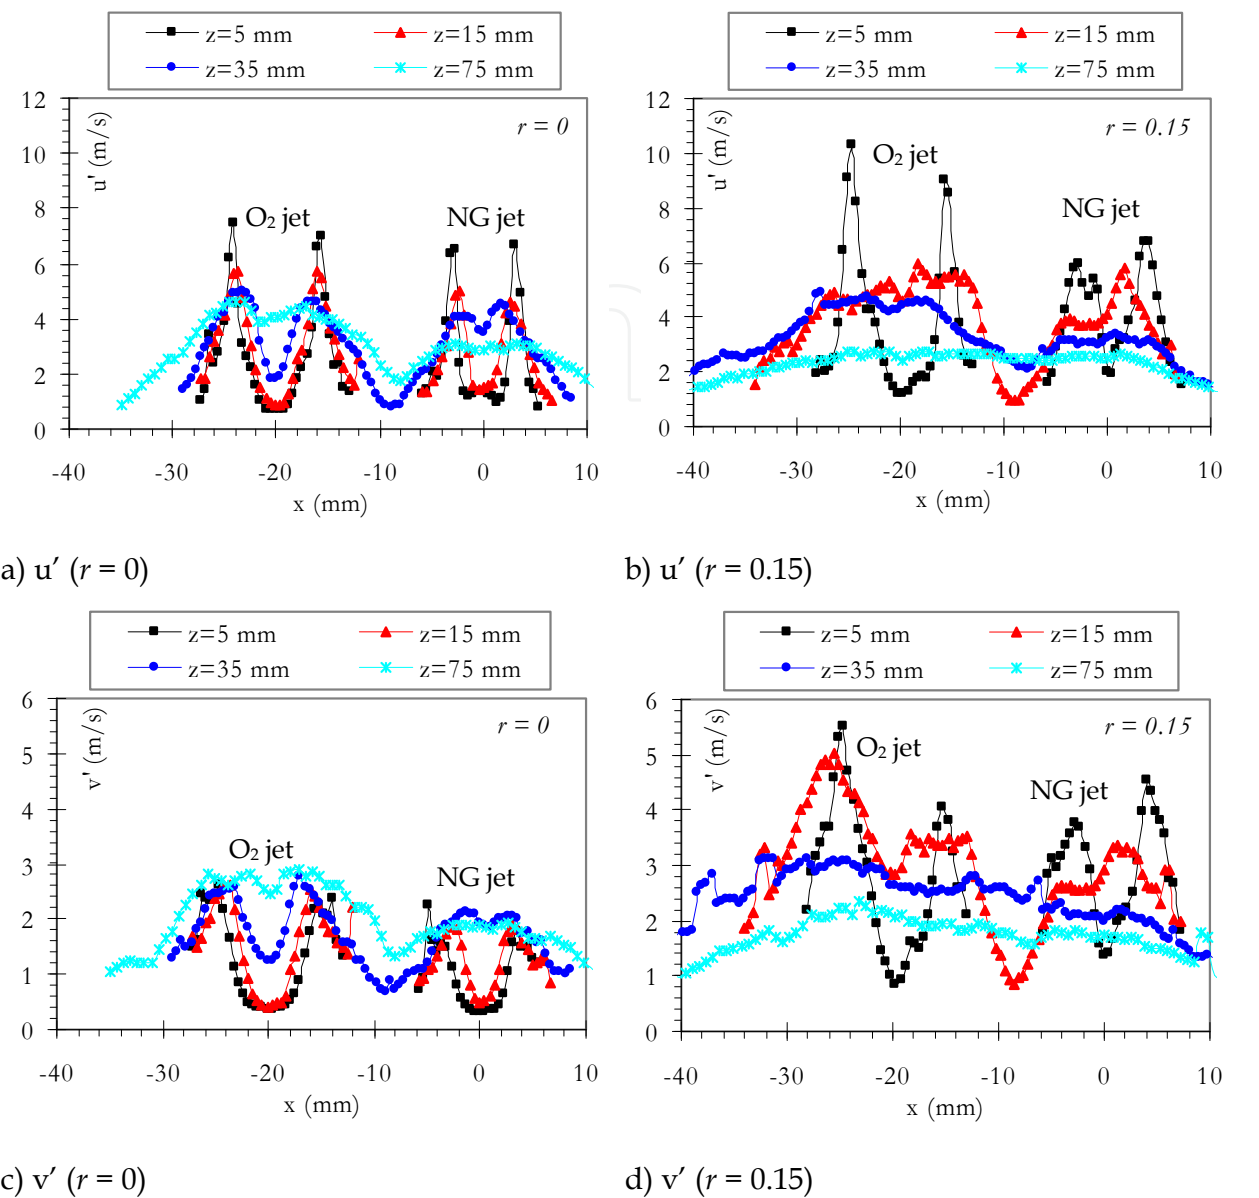 z=5 mm z=15 mm
z=35 mm z=75 mm
12
10
8
6
4
2
0
u' (m/s)
r = 0
O₂ jet
NG jet
-40 -30 -20 -10 0 10
x (mm)
a) u’ (r = 0)
z=5 mm z=15 mm
z=35 mm z=75 mm
12
10
8
6
4
2
0
u' (m/s)
r = 0.15
O₂ jet
NG jet
-40 -30 -20 -10 0 10
x (mm)
b) u’ (r = 0.15)
z=5 mm z=15 mm
z=35 mm z=75 mm
6
5
4
3
2
1
0
v' (m/s)
r = 0
O₂ jet
NG jet
-40 -30 -20 -10 0 10
x (mm)
c) v’ (r = 0)
z=5 mm z=15 mm
z=35 mm z=75 mm
6
5
4
3
2
1
0
v' (m/s)
r = 0.15
O₂ jet
NG jet
-40 -30 -20 -10 0 10
x (mm)
d) v’ (r = 0.15)